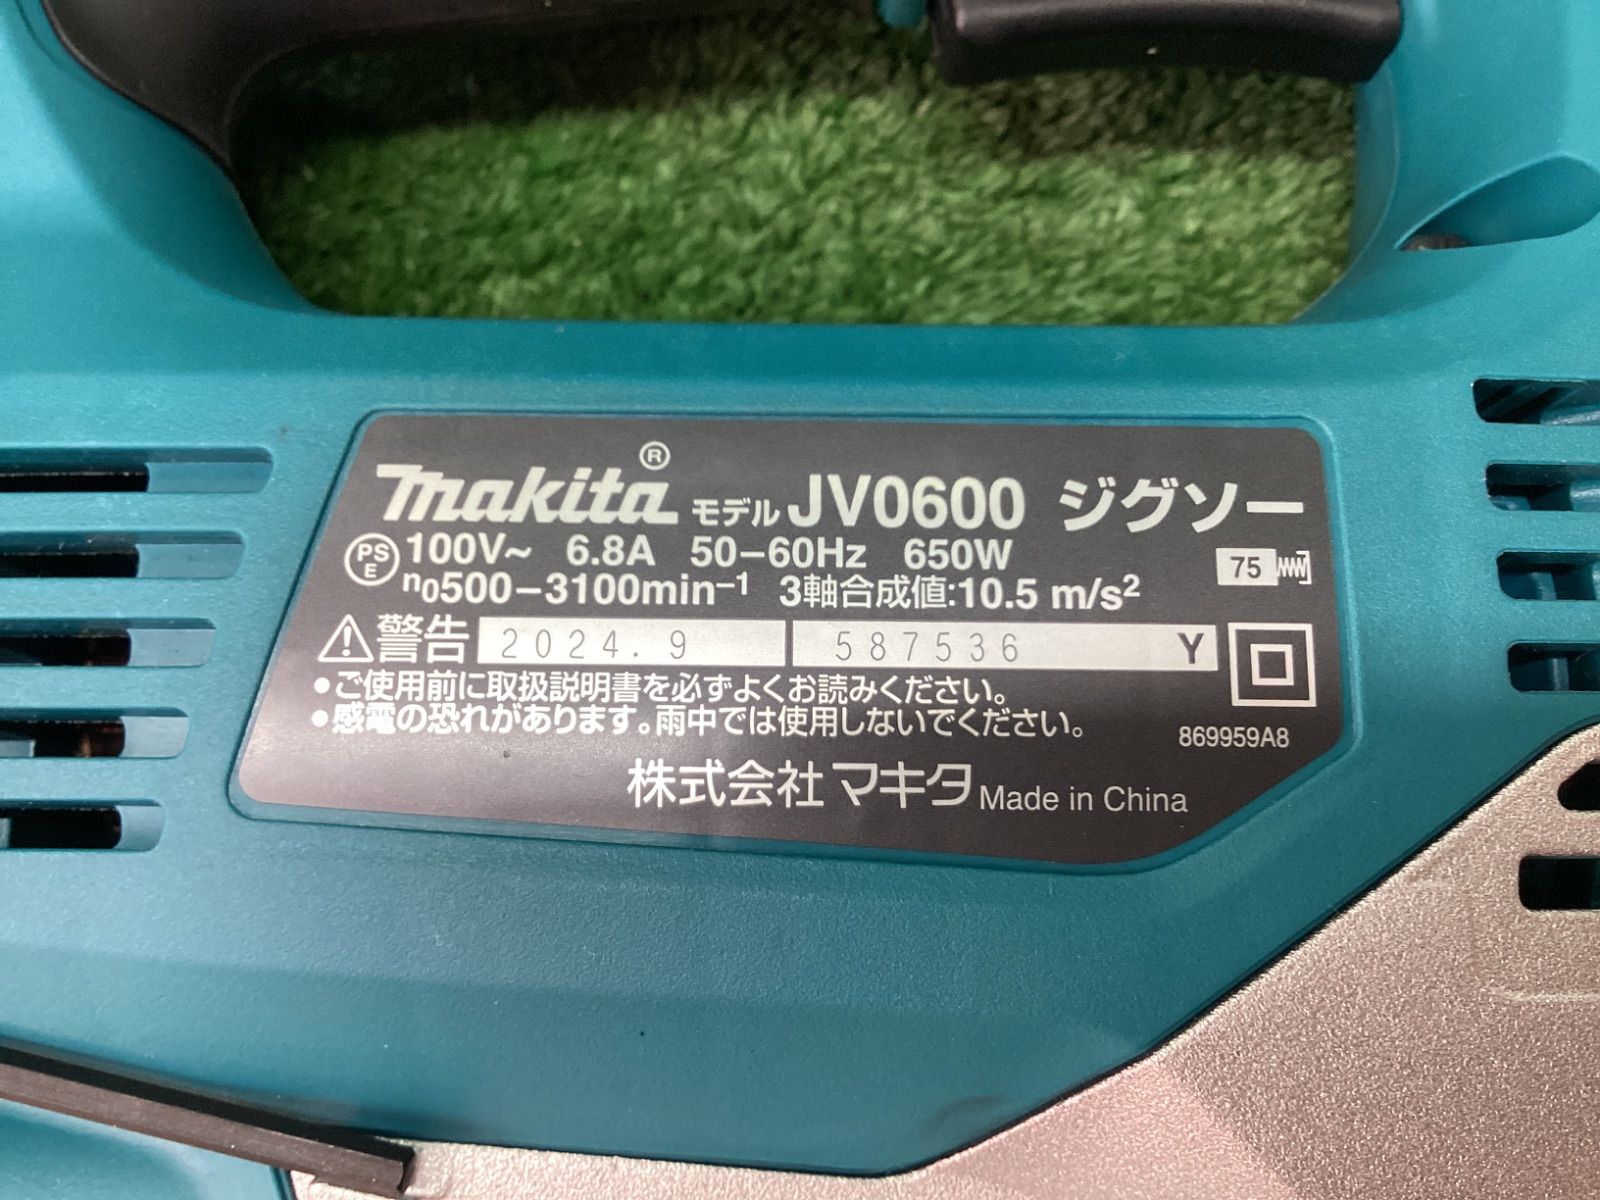 makita® モデル JV0600 ジグソー
PSE 100V~ 6.8A 50-60Hz 650W 75
n0500-3100min-1 3軸合成値:10.5 m/s²
警告 2024.9 587536 Y
•ご使用前に取扱説明書を必ずよくお読みください。
•感電の恐れがあります。雨中では使用しないでください。
869959A8
株式会社マキタ Made in China